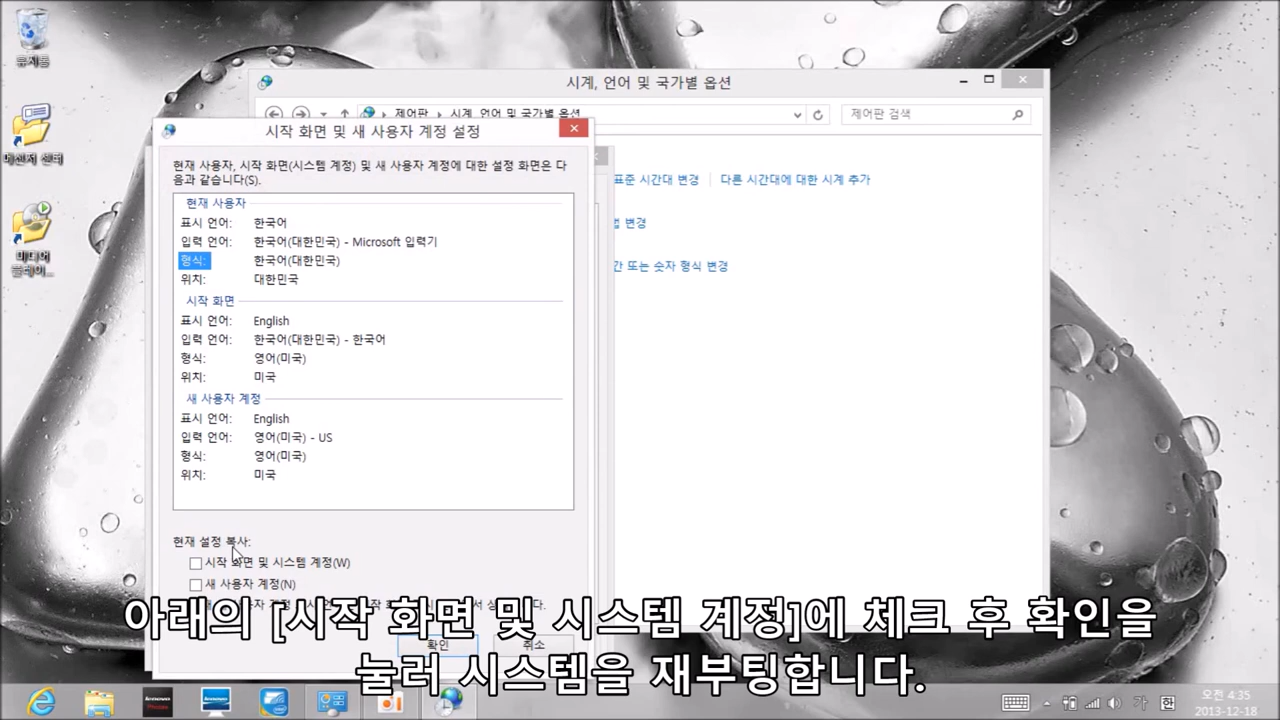 휴지통
메신저 센터
미디어
플레이...
시계, 언어 및 국가별 옵션
제어판 ▸ 시계, 언어 및 국가별 옵션
제어판 검색
표준 시간대 변경
다른 시간대에 대한 시계 추가
법 변경
간 또는 숫자 형식 변경
시작 화면 및 새 사용자 계정 설정
현재 사용자, 시작 화면(시스템 계정) 및 새 사용자 계정에 대한 설정 화면은 다
음과 같습니다(S).
현재 사용자
표시 언어: 한국어
입력 언어: 한국어(대한민국) - Microsoft 입력기
형식: 한국어(대한민국)
위치: 대한민국
시작 화면
표시 언어: English
입력 언어: 한국어(대한민국) - 한국어
형식: 영어(미국)
위치: 미국
새 사용자 계정
표시 언어: English
입력 언어: 영어(미국) - US
형식: 영어(미국)
위치: 미국
현재 설정 복사:
시작 화면 및 시스템 계정(W)
새 사용자 계정(N)
확인 취소
아래의 [시작 화면 및 시스템 계정]에 체크 후 확인을
눌러 시스템을 재부팅합니다.
가 한
오전 4:35
2013-12-18